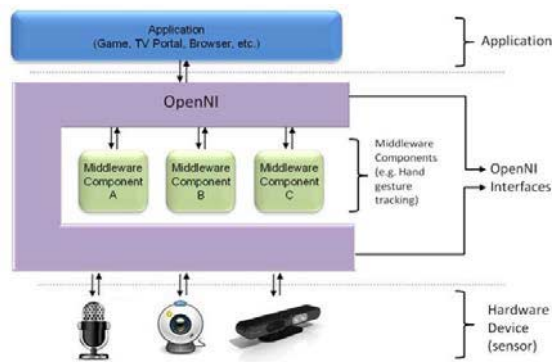 Application
(Game, TV Portal, Browser, etc.)
Application
OpenNI
Middleware
Component
A
Middleware
Component
B
Middleware
Component
C
Middleware
Components
(e.g. Hand
gesture
tracking)
OpenNI
Interfaces
Hardware
Device
(sensor)